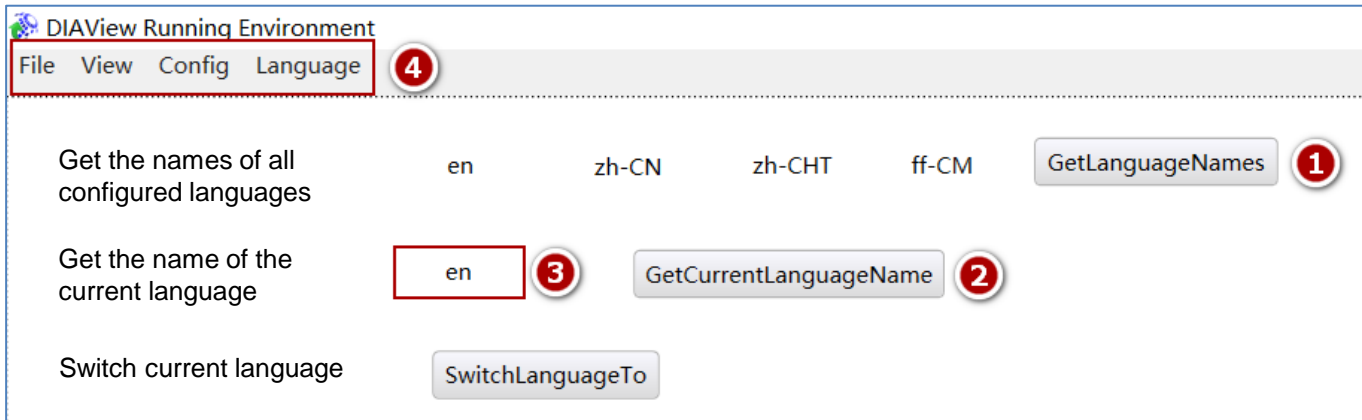 DIAView Running Environment
File View Config Language 4
Get the names of all
configured languages
en zh-CN zh-CHT ff-CM GetLanguageNames 1
Get the name of the
current language
en 3 GetCurrentLanguageName 2
Switch current language SwitchLanguageTo